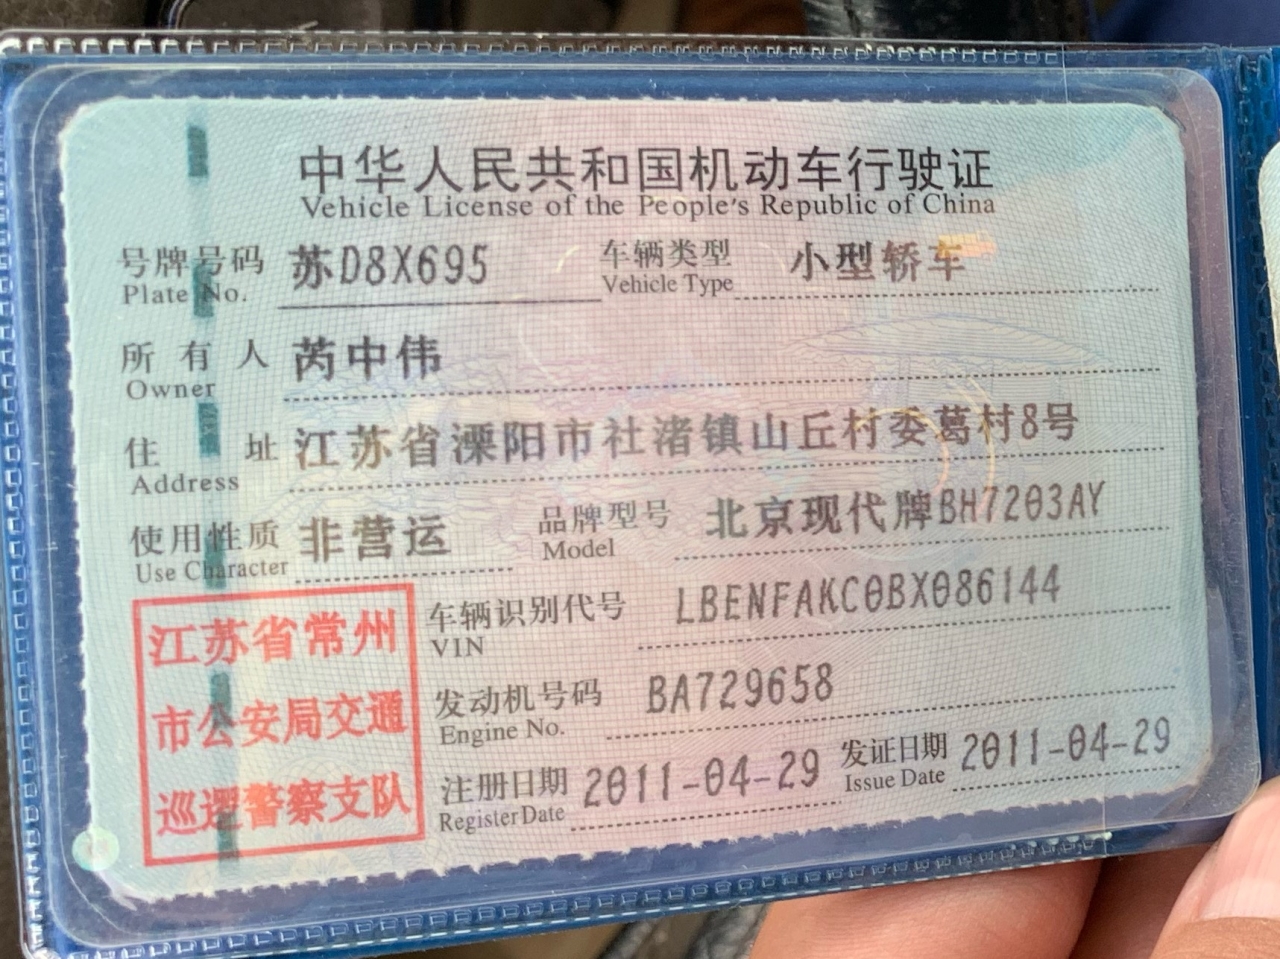 中华人民共和国机动车行驶证
Vehicle License of the People's Republic of China
号牌号码 苏D8X695 车辆类型 小型轿车
Plate No. Vehicle Type
所有人 芮中伟
Owner
住址 江苏省溧阳市社渚镇山丘村委葛村8号
Address
使用性质 非营运 品牌型号 北京现代牌BH7203AY
Use Character Model
车辆识别代号 LBENFAKC0BX086144
VIN
发动机号码 BA729658
Engine No.
注册日期 2011-04-29 发证日期 2011-04-29
Register Date Issue Date
江苏省常州
市公安局交通
巡逻警察支队